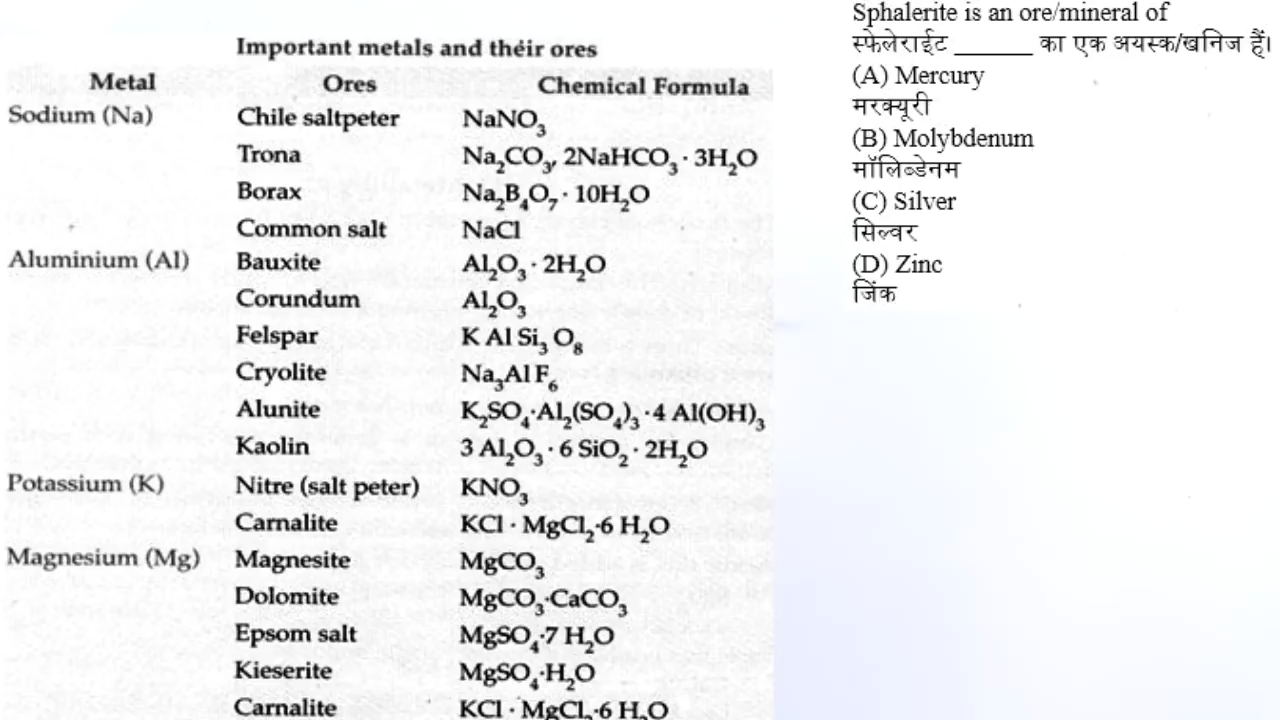 Important metals and their ores
Metal Ores Chemical Formula
Sodium (Na) Chile saltpeter NaNO₃
Trona Na₂CO₃, 2NaHCO₃ · 3H₂O
Borax Na₂B₄O₇ · 10H₂O
Common salt NaCl
Aluminium (Al) Bauxite Al₂O₃ · 2H₂O
Corundum Al₂O₃
Felspar K Al Si₃ O₈
Cryolite Na₃Al F₆
Alunite K₂SO₄·Al₂(SO₄)₃ · 4 Al(OH)₃
Kaolin 3 Al₂O₃ · 6 SiO₂ · 2H₂O
Potassium (K) Nitre (salt peter) KNO₃
Carnalite KCl · MgCl₂·6 H₂O
Magnesium (Mg) Magnesite MgCO₃
Dolomite MgCO₃·CaCO₃
Epsom salt MgSO₄·7 H₂O
Kieserite MgSO₄·H₂O
Carnalite KCl · MgCl₂·6 H₂O
Sphalerite is an ore/mineral of
स्फेलेराईट ______ का एक अयस्क/खनिज हैं।
(A) Mercury
मरक्यूरी
(B) Molybdenum
मॉलिब्डेनम
(C) Silver
सिल्वर
(D) Zinc
जिंक